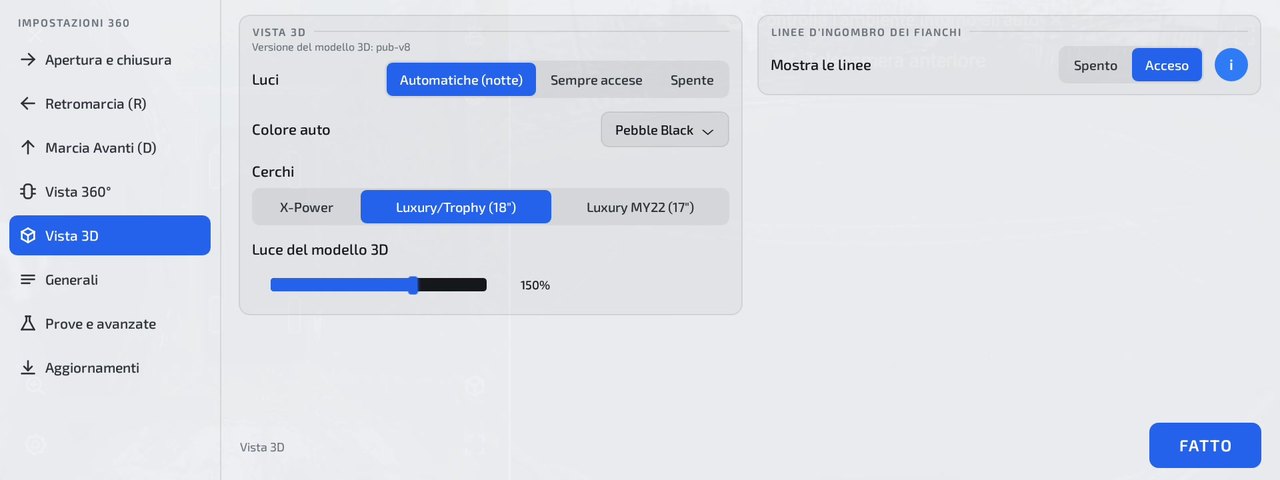 IMPOSTAZIONI 360
Apertura e chiusura
Retromarcia (R)
Marcia Avanti (D)
Vista 360°
Vista 3D
Generali
Prove e avanzate
Aggiornamenti
VISTA 3D
Versione del modello 3D: pub-v8
Luci
Automatiche (notte)
Sempre accese
Spente
Colore auto
Pebble Black
Cerchi
X-Power
Luxury/Trophy (18")
Luxury MY22 (17")
Luce del modello 3D
150%
LINEE D'INGOMBRO DEI FIANCHI
Mostra le linee
Spento
Acceso
i
Vista 3D
FATTO